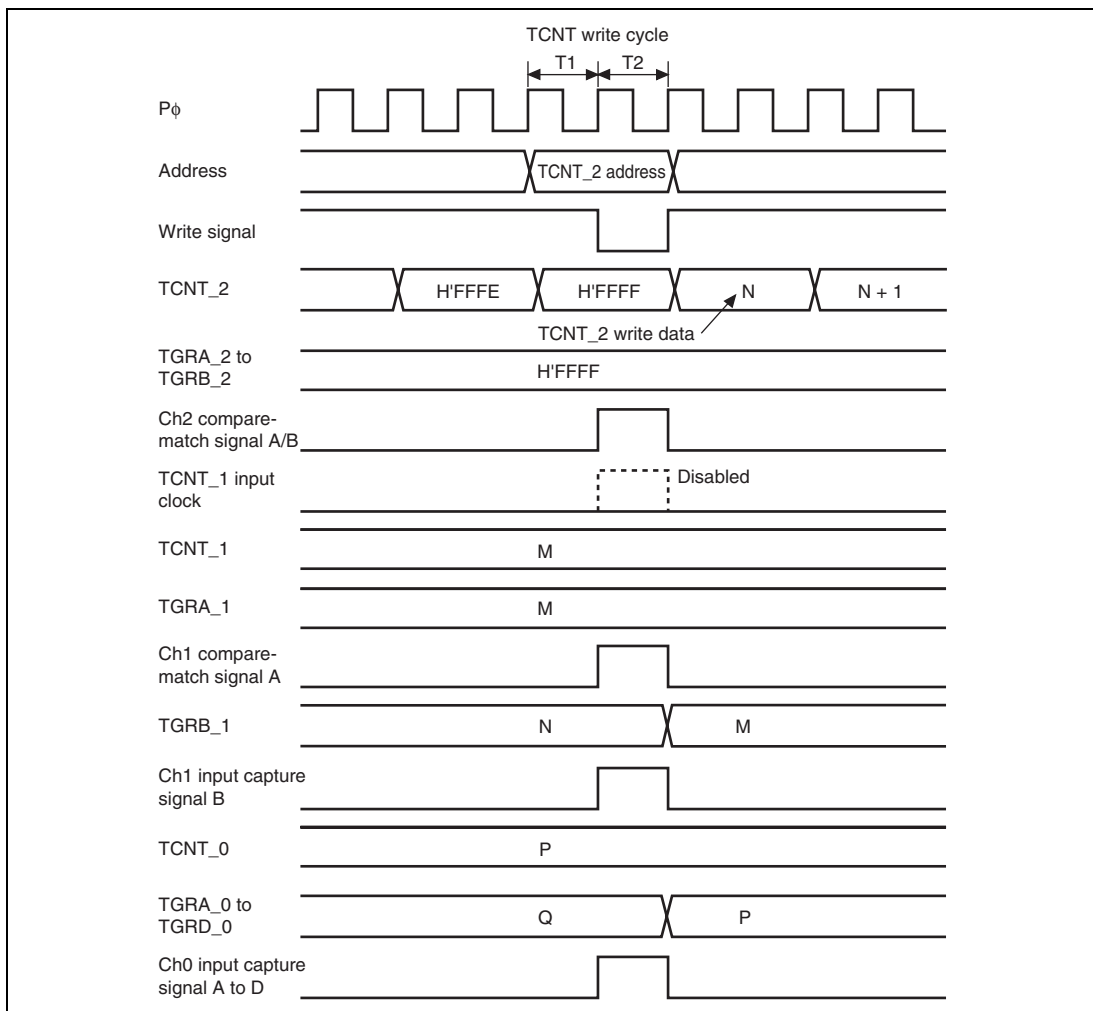 TCNT write cycle
T1 T2
Pϕ
Address TCNT_2 address
Write signal
TCNT_2 H'FFFE H'FFFF N N + 1
TCNT_2 write data
TGRA_2 to
TGRB_2 H'FFFF
Ch2 compare-
match signal A/B
TCNT_1 input
clock Disabled
TCNT_1 M
TGRA_1 M
Ch1 compare-
match signal A
TGRB_1 N M
Ch1 input capture
signal B
TCNT_0 P
TGRA_0 to
TGRD_0 Q P
Ch0 input capture
signal A to D